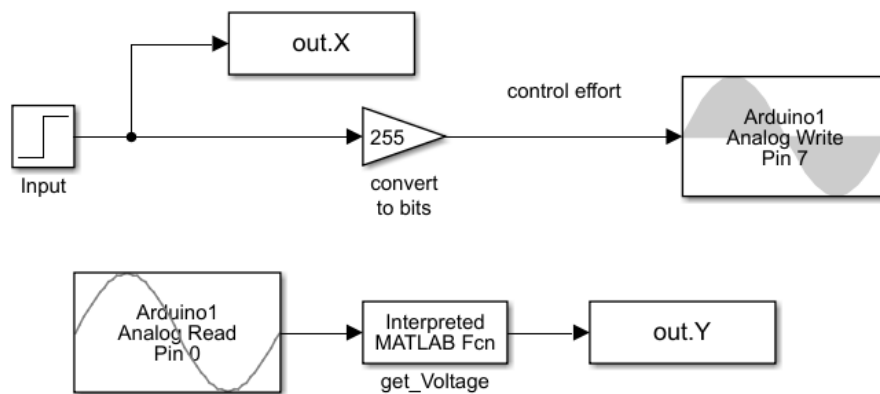 out.X
control effort
Input
255
convert
to bits
Arduino1
Analog Write
Pin 7
Arduino1
Analog Read
Pin 0
Interpreted
MATLAB Fcn
get_Voltage
out.Y